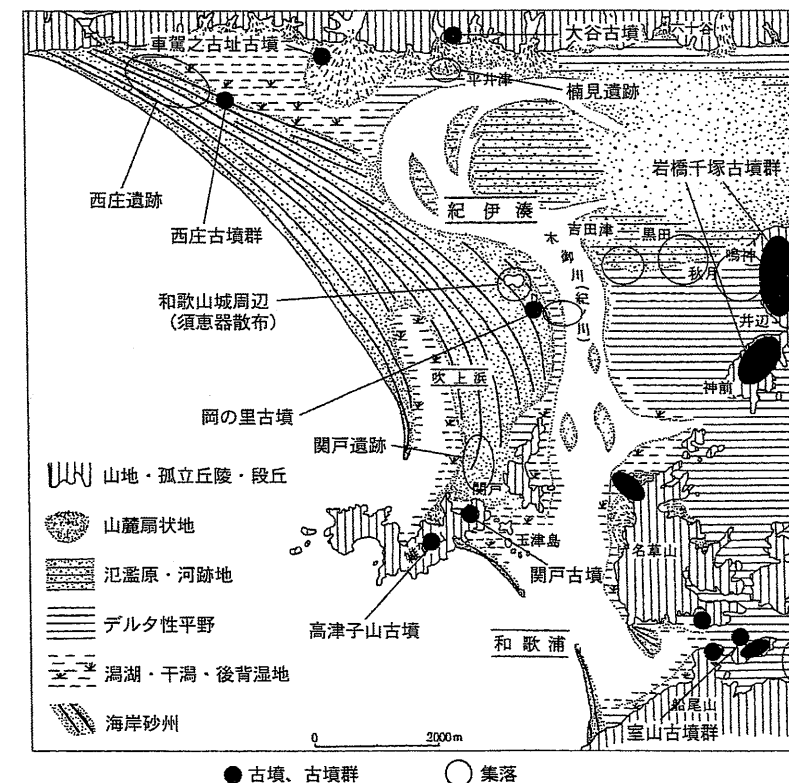 車駕之古址古墳
大谷古墳
六十谷
平井津
楠見遺跡
岩橋千塚古墳群
西庄遺跡
西庄古墳群
紀伊湊
吉田津
黒田
鳴神
秋月
木御川(紀ノ川)
和歌山城周辺
(須恵器散布)
井辺
神前
吹上浜
岡の里古墳
関戸遺跡
関戸
山地・孤立丘陵・段丘
山麓扇状地
玉津島
名草山
氾濫原・河跡地
関戸古墳
デルタ性平野
高津子山古墳
和歌浦
潟湖・干潟・後背湿地
船尾山
海岸砂州
室山古墳群
0
2000m
古墳、古墳群
集落